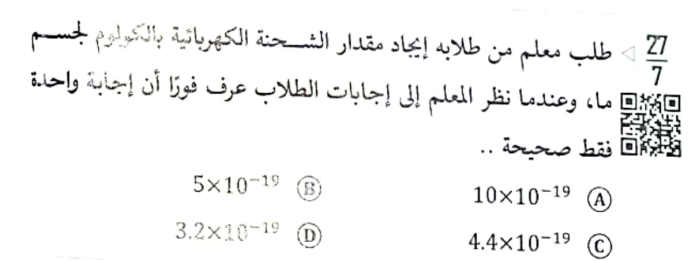 27/7 ◁ طلب معلم من طلابه إيجاد مقدار الشحنة الكهربائية بالكولوم لجسم
ما، وعندما نظر المعلم إلى إجابات الطلاب عرف فورًا أن إجابة واحدة
فقط صحيحة ..
Ⓐ 10×10⁻¹⁹ Ⓑ 5×10⁻¹⁹
Ⓒ 4.4×10⁻¹⁹ Ⓓ 3.2×10⁻¹⁹